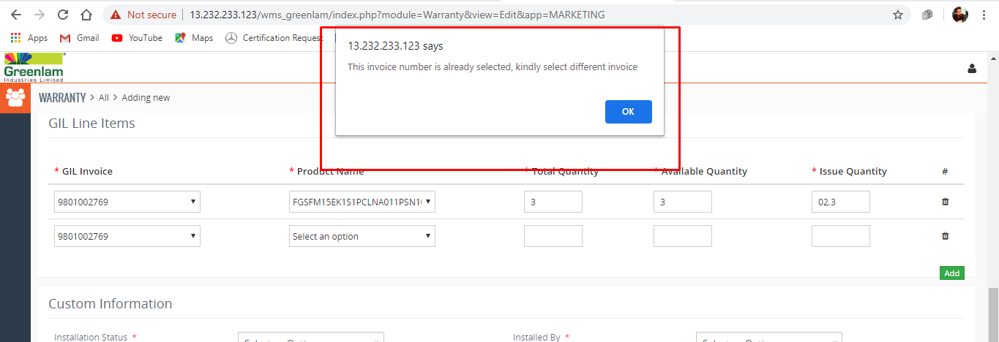 Not secure | 13.232.233.123/wms_greenlam/index.php?module=Warranty&view=Edit&app=MARKETING
Apps Gmail YouTube Maps Certification Request
13.232.233.123 says
This invoice number is already selected, kindly select different invoice
OK
Greenlam
Industries Limited
WARRANTY > All > Adding new
GIL Line Items
* GIL Invoice * Product Name * Total Quantity * Available Quantity * Issue Quantity #
9801002769 FGSFM15EK1S1PCLNA011PSN1 3 3 02.3
9801002769 Select an option
Add
Custom Information
Installation Status * Installed By *